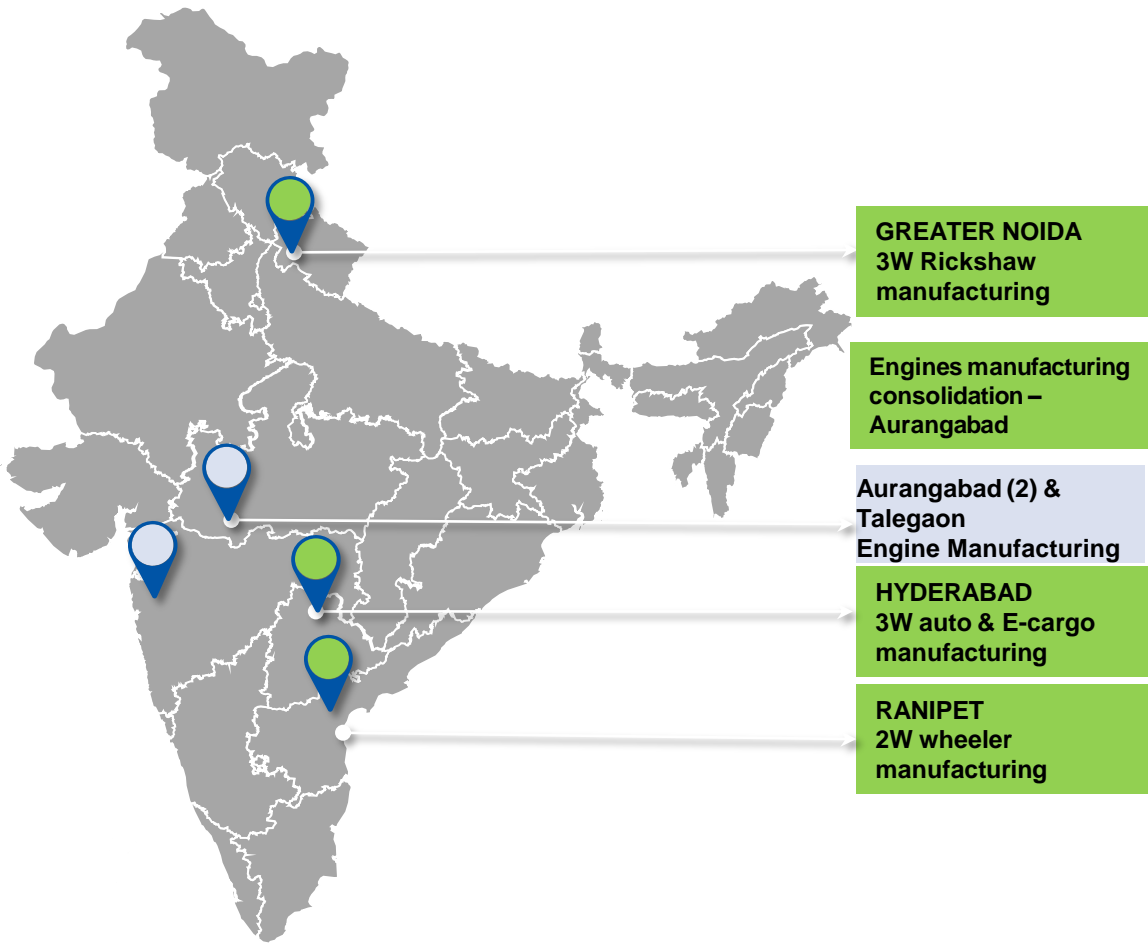 GREATER NOIDA
3W Rickshaw
manufacturing
Engines manufacturing
consolidation –
Aurangabad
Aurangabad (2) &
Talegaon
Engine Manufacturing
HYDERABAD
3W auto & E-cargo
manufacturing
RANIPET
2W wheeler
manufacturing